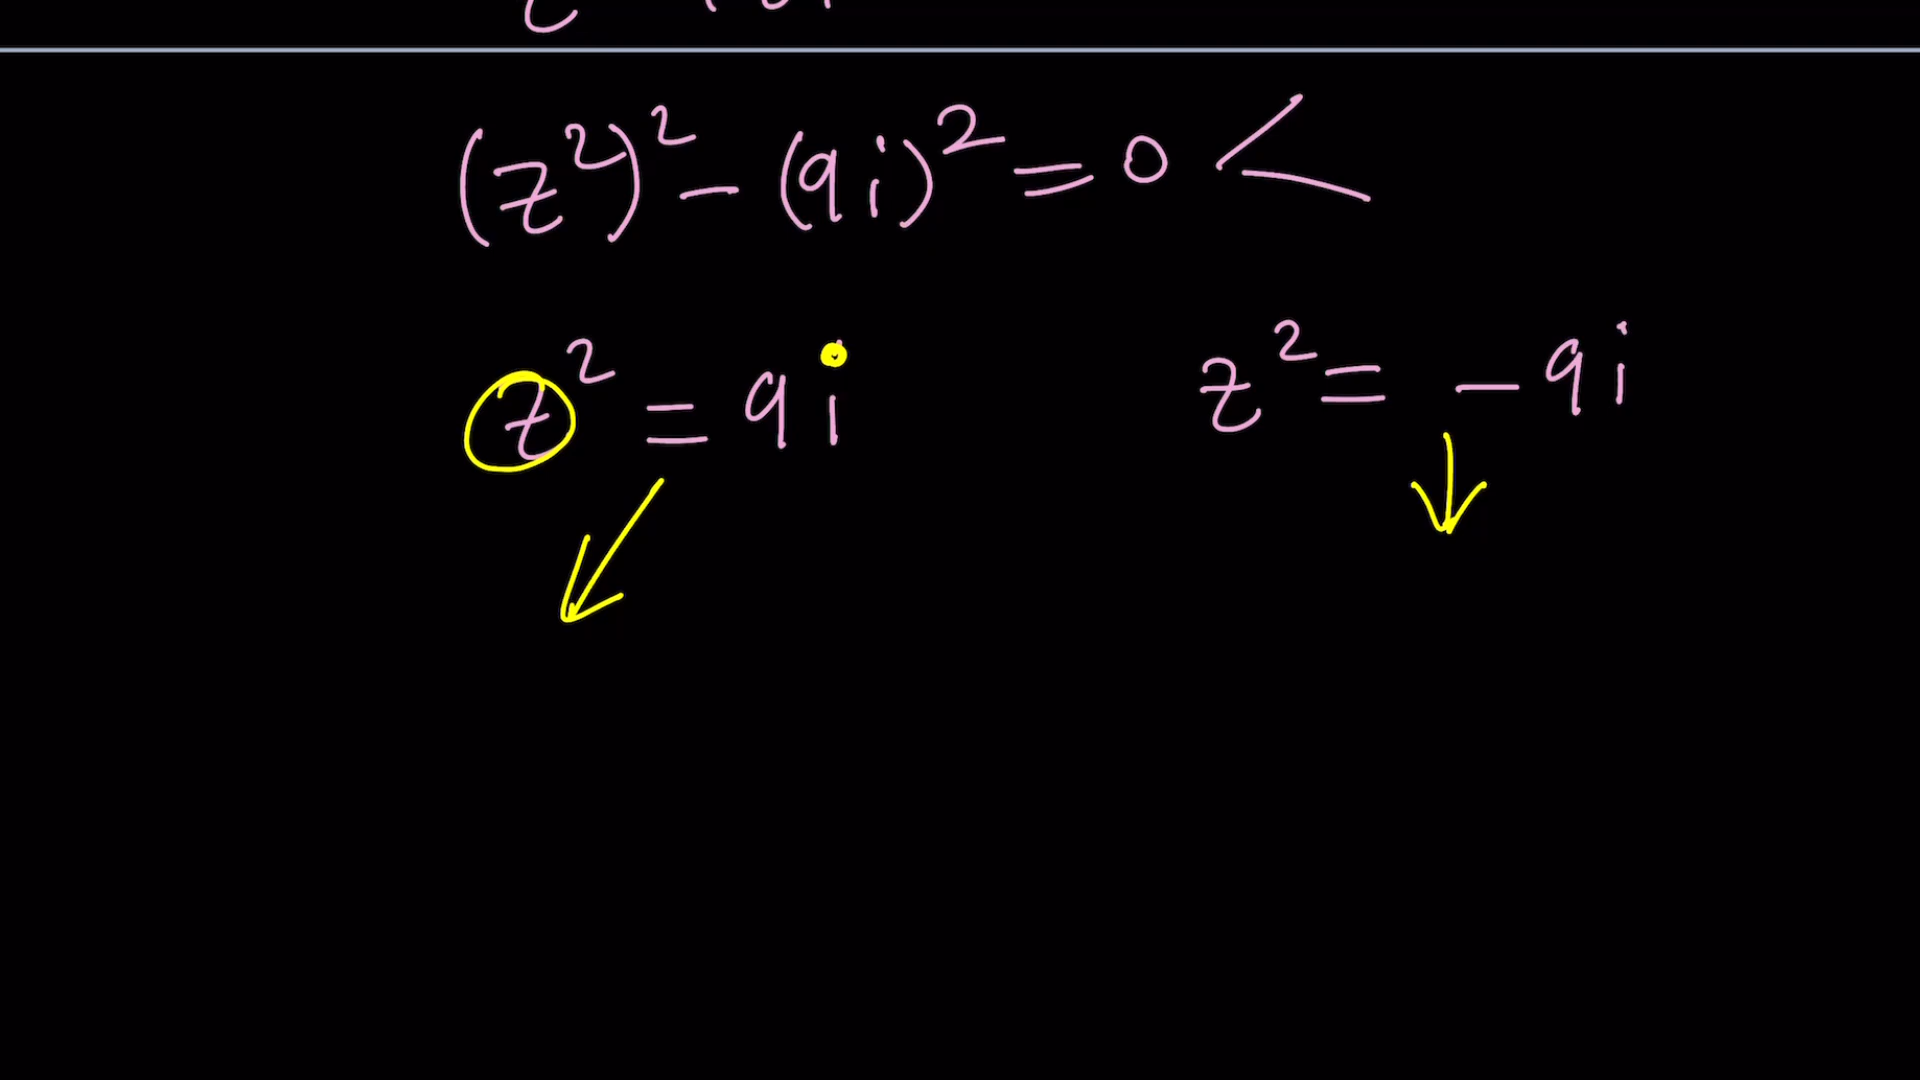 (z²)² - (9i)² = 0
z² = 9i z² = -9i